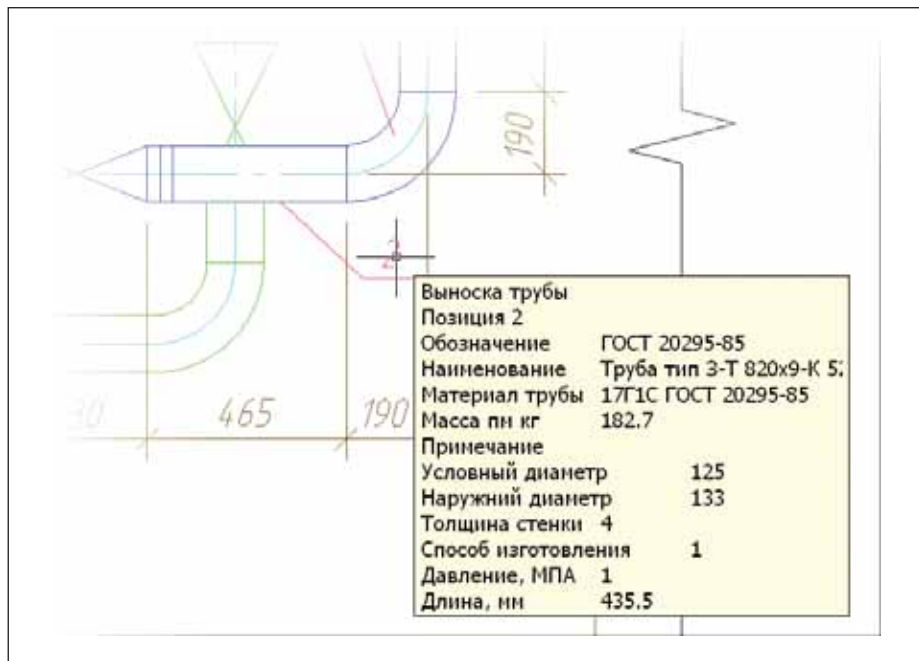 190
2
465
190
Выноска трубы
Позиция 2
Обозначение ГОСТ 20295-85
Наименование Труба тип 3-Т 820х9-К
Материал трубы 17Г1С ГОСТ 20295-85
Масса пм кг 182.7
Примечание
Условный диаметр 125
Наружний диаметр 133
Толщина стенки 4
Способ изготовления 1
Давление, МПА 1
Длина, мм 435.5